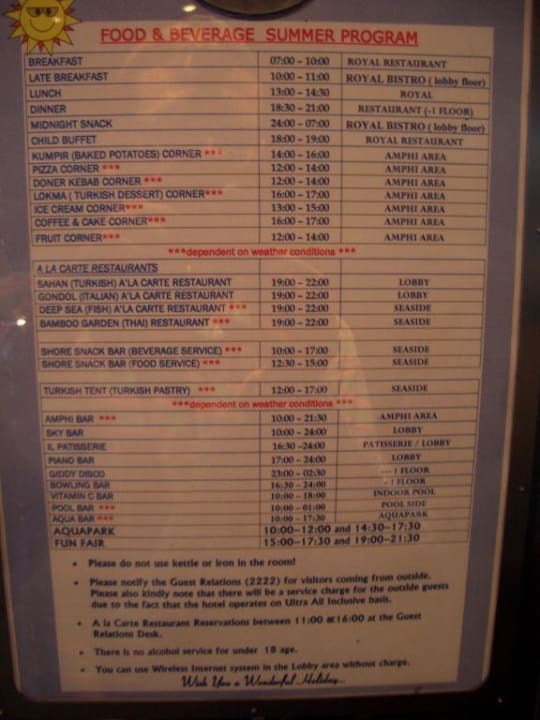 FOOD & BEVERAGE SUMMER PROGRAM
BREAKFAST 07:00 – 10:00 ROYAL RESTAURANT
LATE BREAKFAST 10:00 – 11:00 ROYAL BISTRO ( lobby floor)
LUNCH 13:00 – 14:30 ROYAL
DINNER 18:30 – 21:00 RESTAURANT (-1 FLOOR)
MIDNIGHT SNACK 24:00 – 07:00 ROYAL BISTRO ( lobby floor)
CHILD BUFFET 18:00 – 19:00 ROYAL RESTAURANT
KUMPIR (BAKED POTATOES) CORNER *** 14:00 – 16:00 AMPHI AREA
PIZZA CORNER *** 12:00 – 14:00 AMPHI AREA
DONER KEBAB CORNER *** 12:00 – 14:00 AMPHI AREA
LOKMA ( TURKISH DESSERT) CORNER*** 16:00 – 17:00 AMPHI AREA
ICE CREAM CORNER*** 13:00 – 15:00 AMPHI AREA
COFFEE & CAKE CORNER*** 16:00 – 17:00 AMPHI AREA
FRUIT CORNER*** 12:00 – 14:00 AMPHI AREA
***dependent on weather conditions ***
A LA CARTE RESTAURANTS
SAHAN (TURKISH) A'LA CARTE RESTAURANT 19:00 – 22:00 LOBBY
GONDOL (ITALIAN) A'LA CARTE RESTAURANT 19:00 – 22:00 LOBBY
DEEP SEA (FISH) A'LA CARTE RESTAURANT *** 19:00 – 22:00 SEASIDE
BAMBOO GARDEN (THAI) RESTAURANT *** 19:00 – 22:00 SEASIDE
SHORE SNACK BAR (BEVERAGE SERVICE) *** 10:00 – 17:00 SEASIDE
SHORE SNACK BAR (FOOD SERVICE) *** 12:30 – 15:00 SEASIDE
TURKISH TENT (TURKISH PASTRY) *** 12:00 – 17:00 SEASIDE
***dependent on weather conditions ***
AMPHI BAR *** 10:00 – 21:30 AMPHI AREA
SKY BAR 10:00 – 24:00 LOBBY
IL PATISSERIE 16:30 –24:00 PATISSERIE / LOBBY
PIANO BAR 17:00 – 24:00 LOBBY
GIDDY DISCO 23:00 – 02:30 1 FLOOR
BOWLING BAR 16:30 – 24:00 - 1 FLOOR
VITAMIN C BAR 10:00 – 18:00 INDOOR POOL
POOL BAR *** 10:00 – 01:00 POOL SIDE
AQUA BAR *** 10:00 – 17:30 AQUAPARK
AQUAPARK 10:00–12:00 and 14:30–17:30
FUN FAIR 15:00–17:30 and 19:00–21:30
• Please do not use kettle or iron in the room!
• Please notify the Guest Relations (2222) for visitors coming from outside.
Please also kindly note that there will be a service charge for the outside guests
due to the fact that the hotel operates on Ultra All Inclusive basis.
• A la Carte Restaurant Reservations between 11:00 &16:00 at the Guest
Relations Desk.
• There is no alcohol service for under 18 age.
• You can use Wireless Internet system in the Lobby area without charge.
Wish You a Wonderful Holiday..